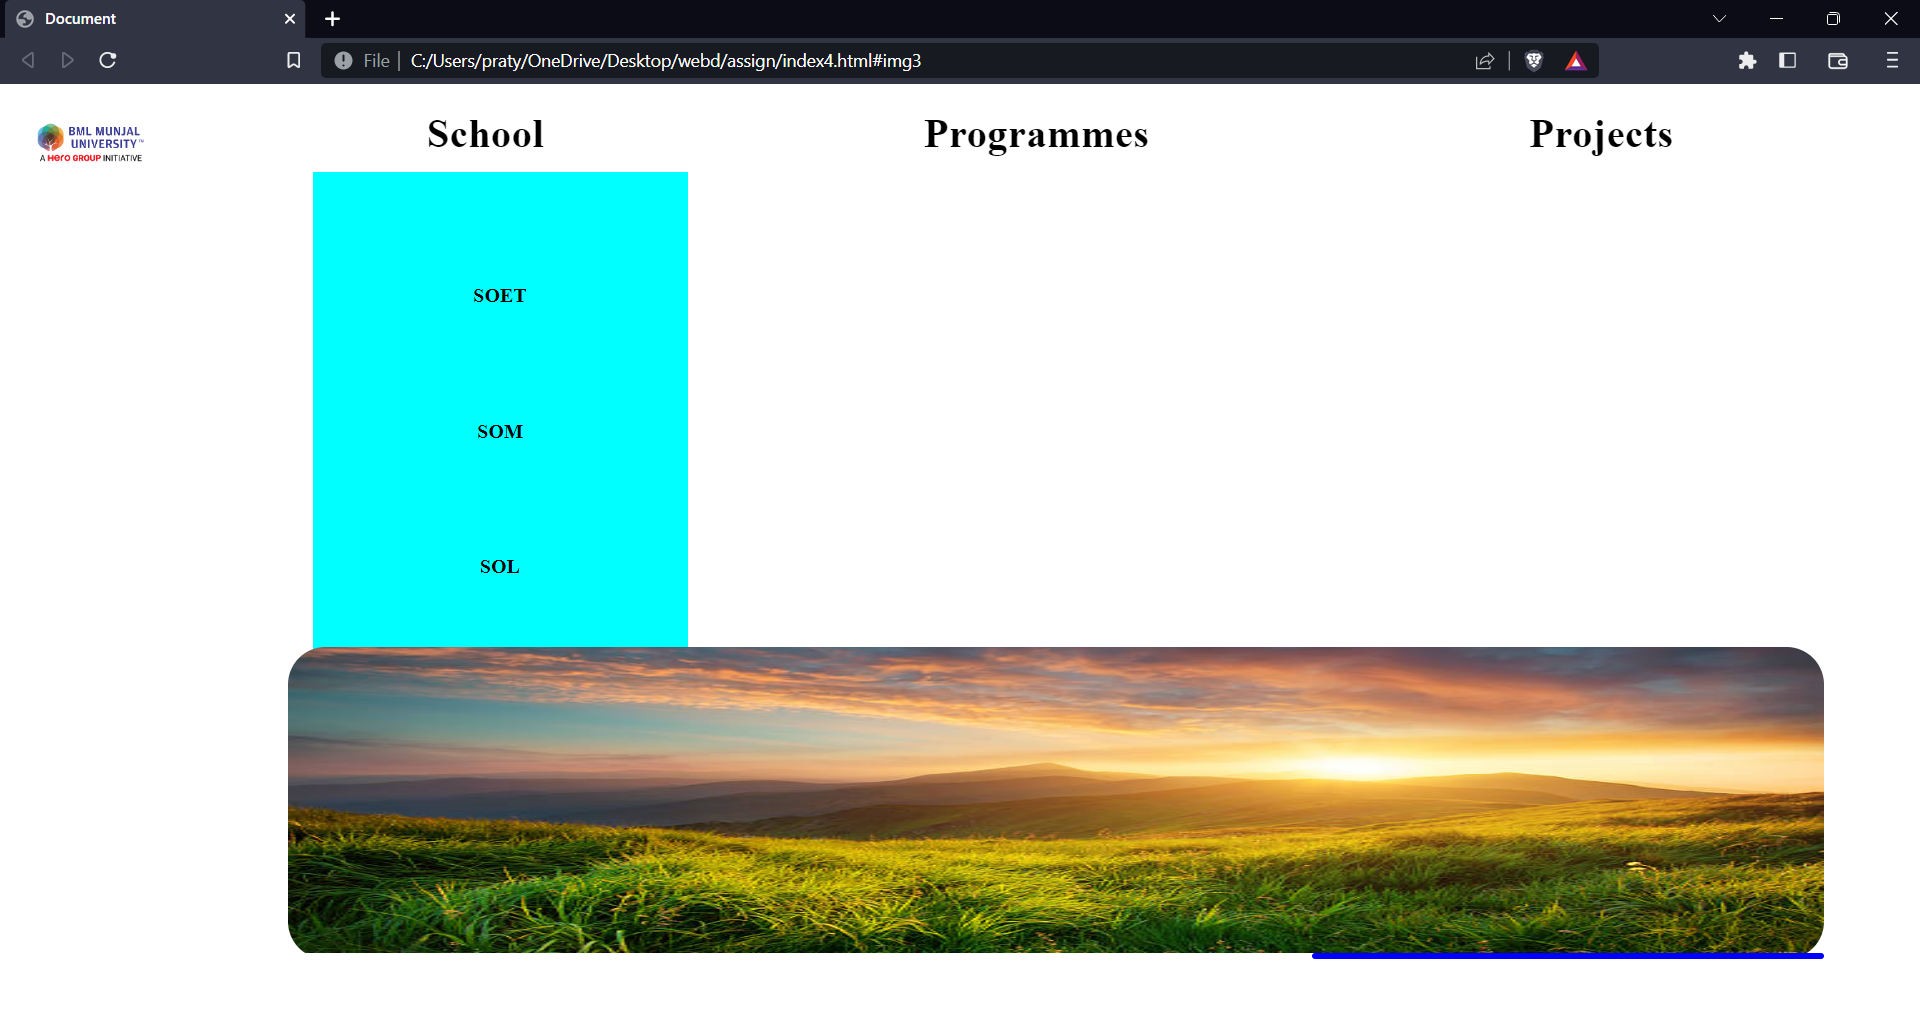 Document
File | C:/Users/praty/OneDrive/Desktop/webd/assign/index4.html#img3
BML MUNJAL
UNIVERSITY™
A Hero GROUP INITIATIVE
School
Programmes
Projects
SOET
SOM
SOL